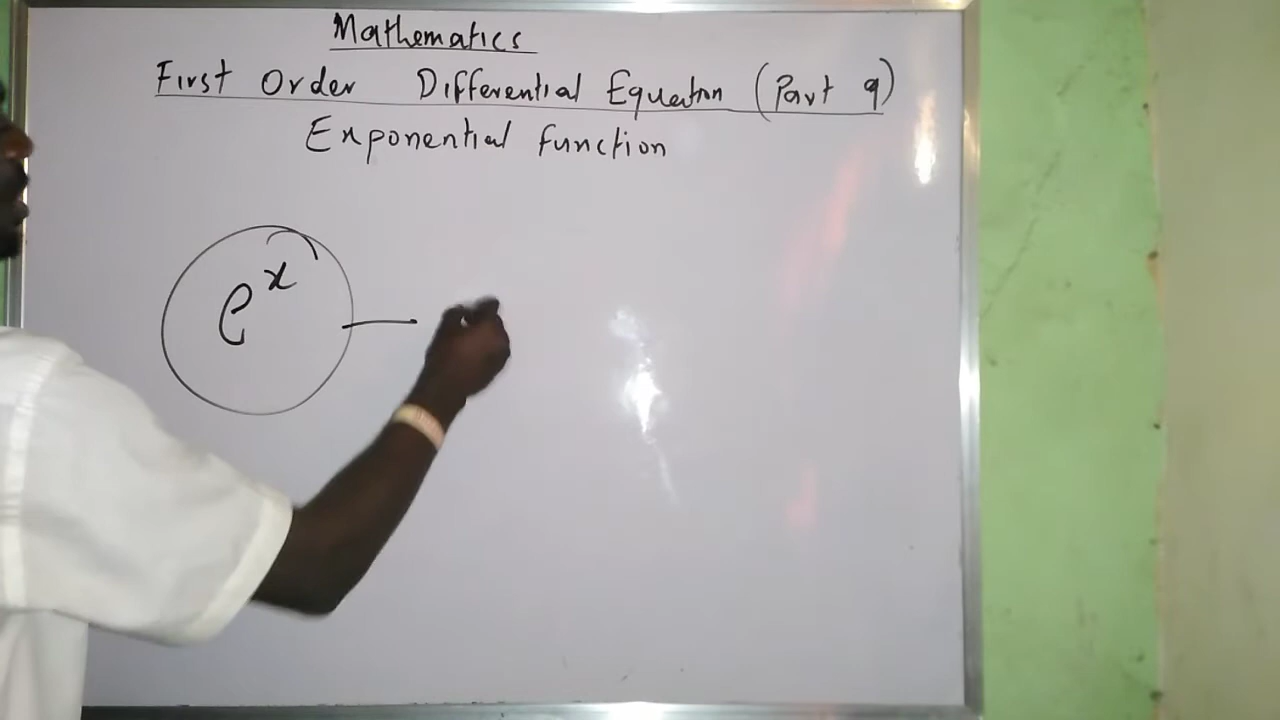 Mathematics
First Order Differential Equation (Part 9)
Exponential function
e^x